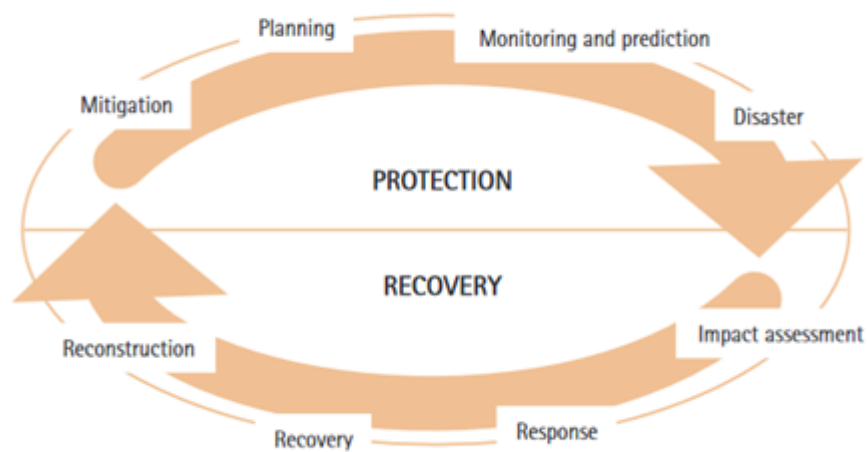 Planning
Monitoring and prediction
Mitigation
Disaster
PROTECTION
RECOVERY
Impact assessment
Reconstruction
Response
Recovery